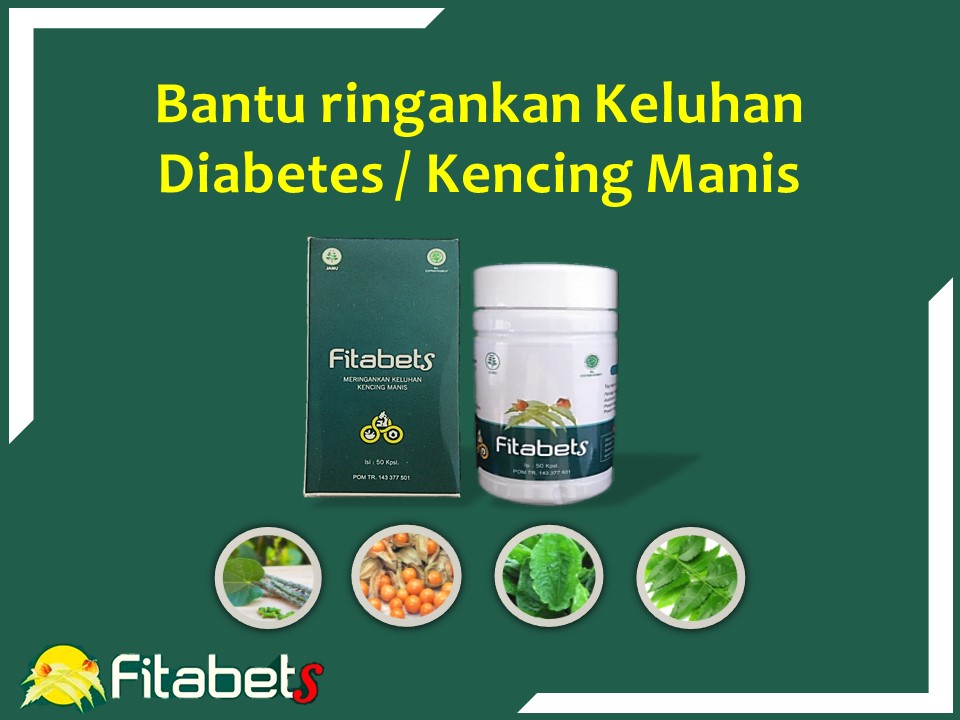 Bantu ringankan Keluhan
Diabetes / Kencing Manis
JAMU
Fitabets
MERINGANKAN KELUHAN
KENCING MANIS
Isi : 50 Kpsl.
POM TR. 143 377 501
Fitabets
Isi : 50 Kpsl.
POM TR. 143 377 501
Fitabets